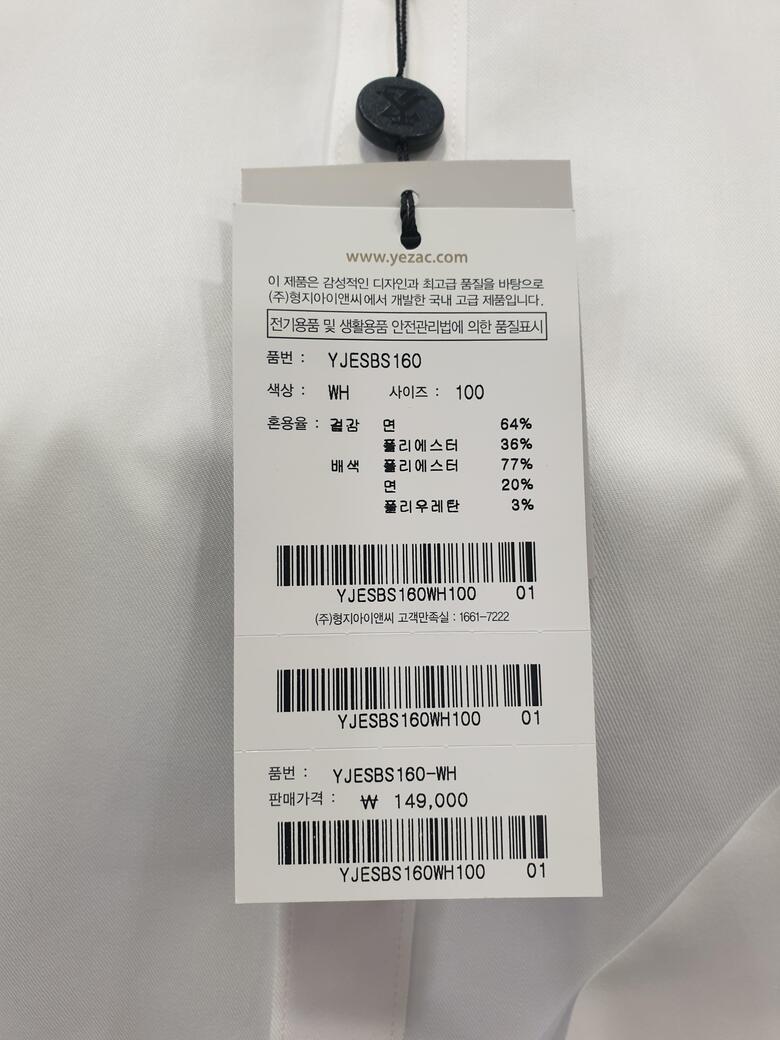 www.yezac.com
이 제품은 감성적인 디자인과 최고급 품질을 바탕으로
(주)형지아이앤씨에서 개발한 국내 고급 제품입니다.
전기용품 및 생활용품 안전관리법에 의한 품질표시
품번 : YJESBS160
색상 : WH 사이즈 : 100
혼용율 : 겉감 면 64%
폴리에스터 36%
배색 폴리에스터 77%
면 20%
폴리우레탄 3%
YJESBS160WH100 01
(주)형지아이앤씨 고객만족실 : 1661-7222
YJESBS160WH100 01
품번 : YJESBS160-WH
판매가격 : ₩ 149,000
YJESBS160WH100 01